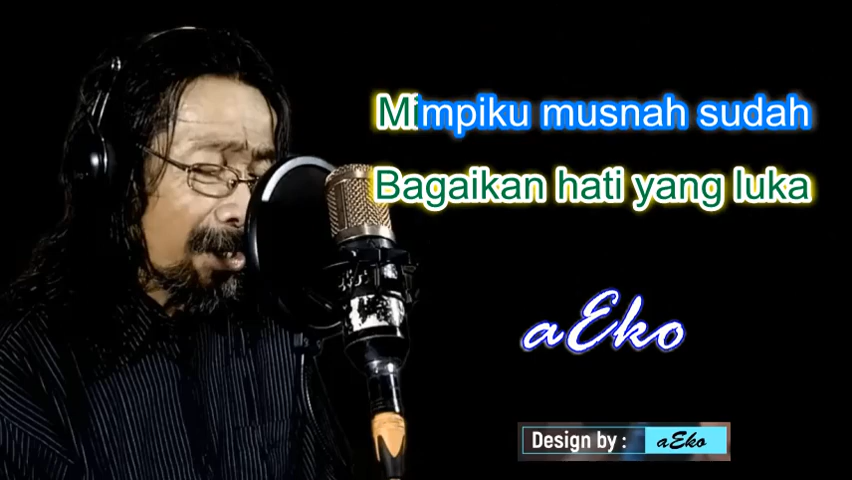 Mimpiku musnah sudah
Bagaikan hati yang luka
aEko
Design by : aEko